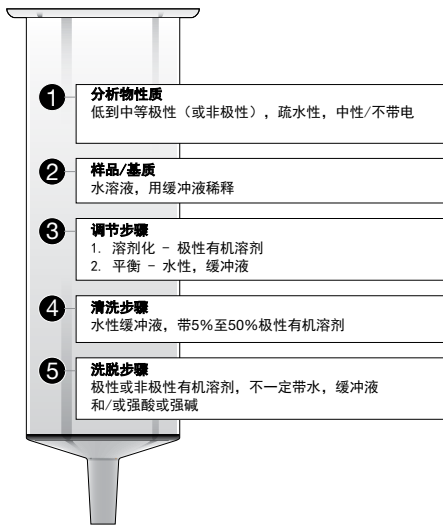 1
分析物性质
低到中等极性（或非极性），疏水性，中性/不带电
2
样品/基质
水溶液，用缓冲液稀释
3
调节步骤
1. 溶剂化 - 极性有机溶剂
2. 平衡 - 水性，缓冲液
4
清洗步骤
水性缓冲液，带5%至50%极性有机溶剂
5
洗脱步骤
极性或非极性有机溶剂，不一定带水，缓冲液
和/或强酸或强碱